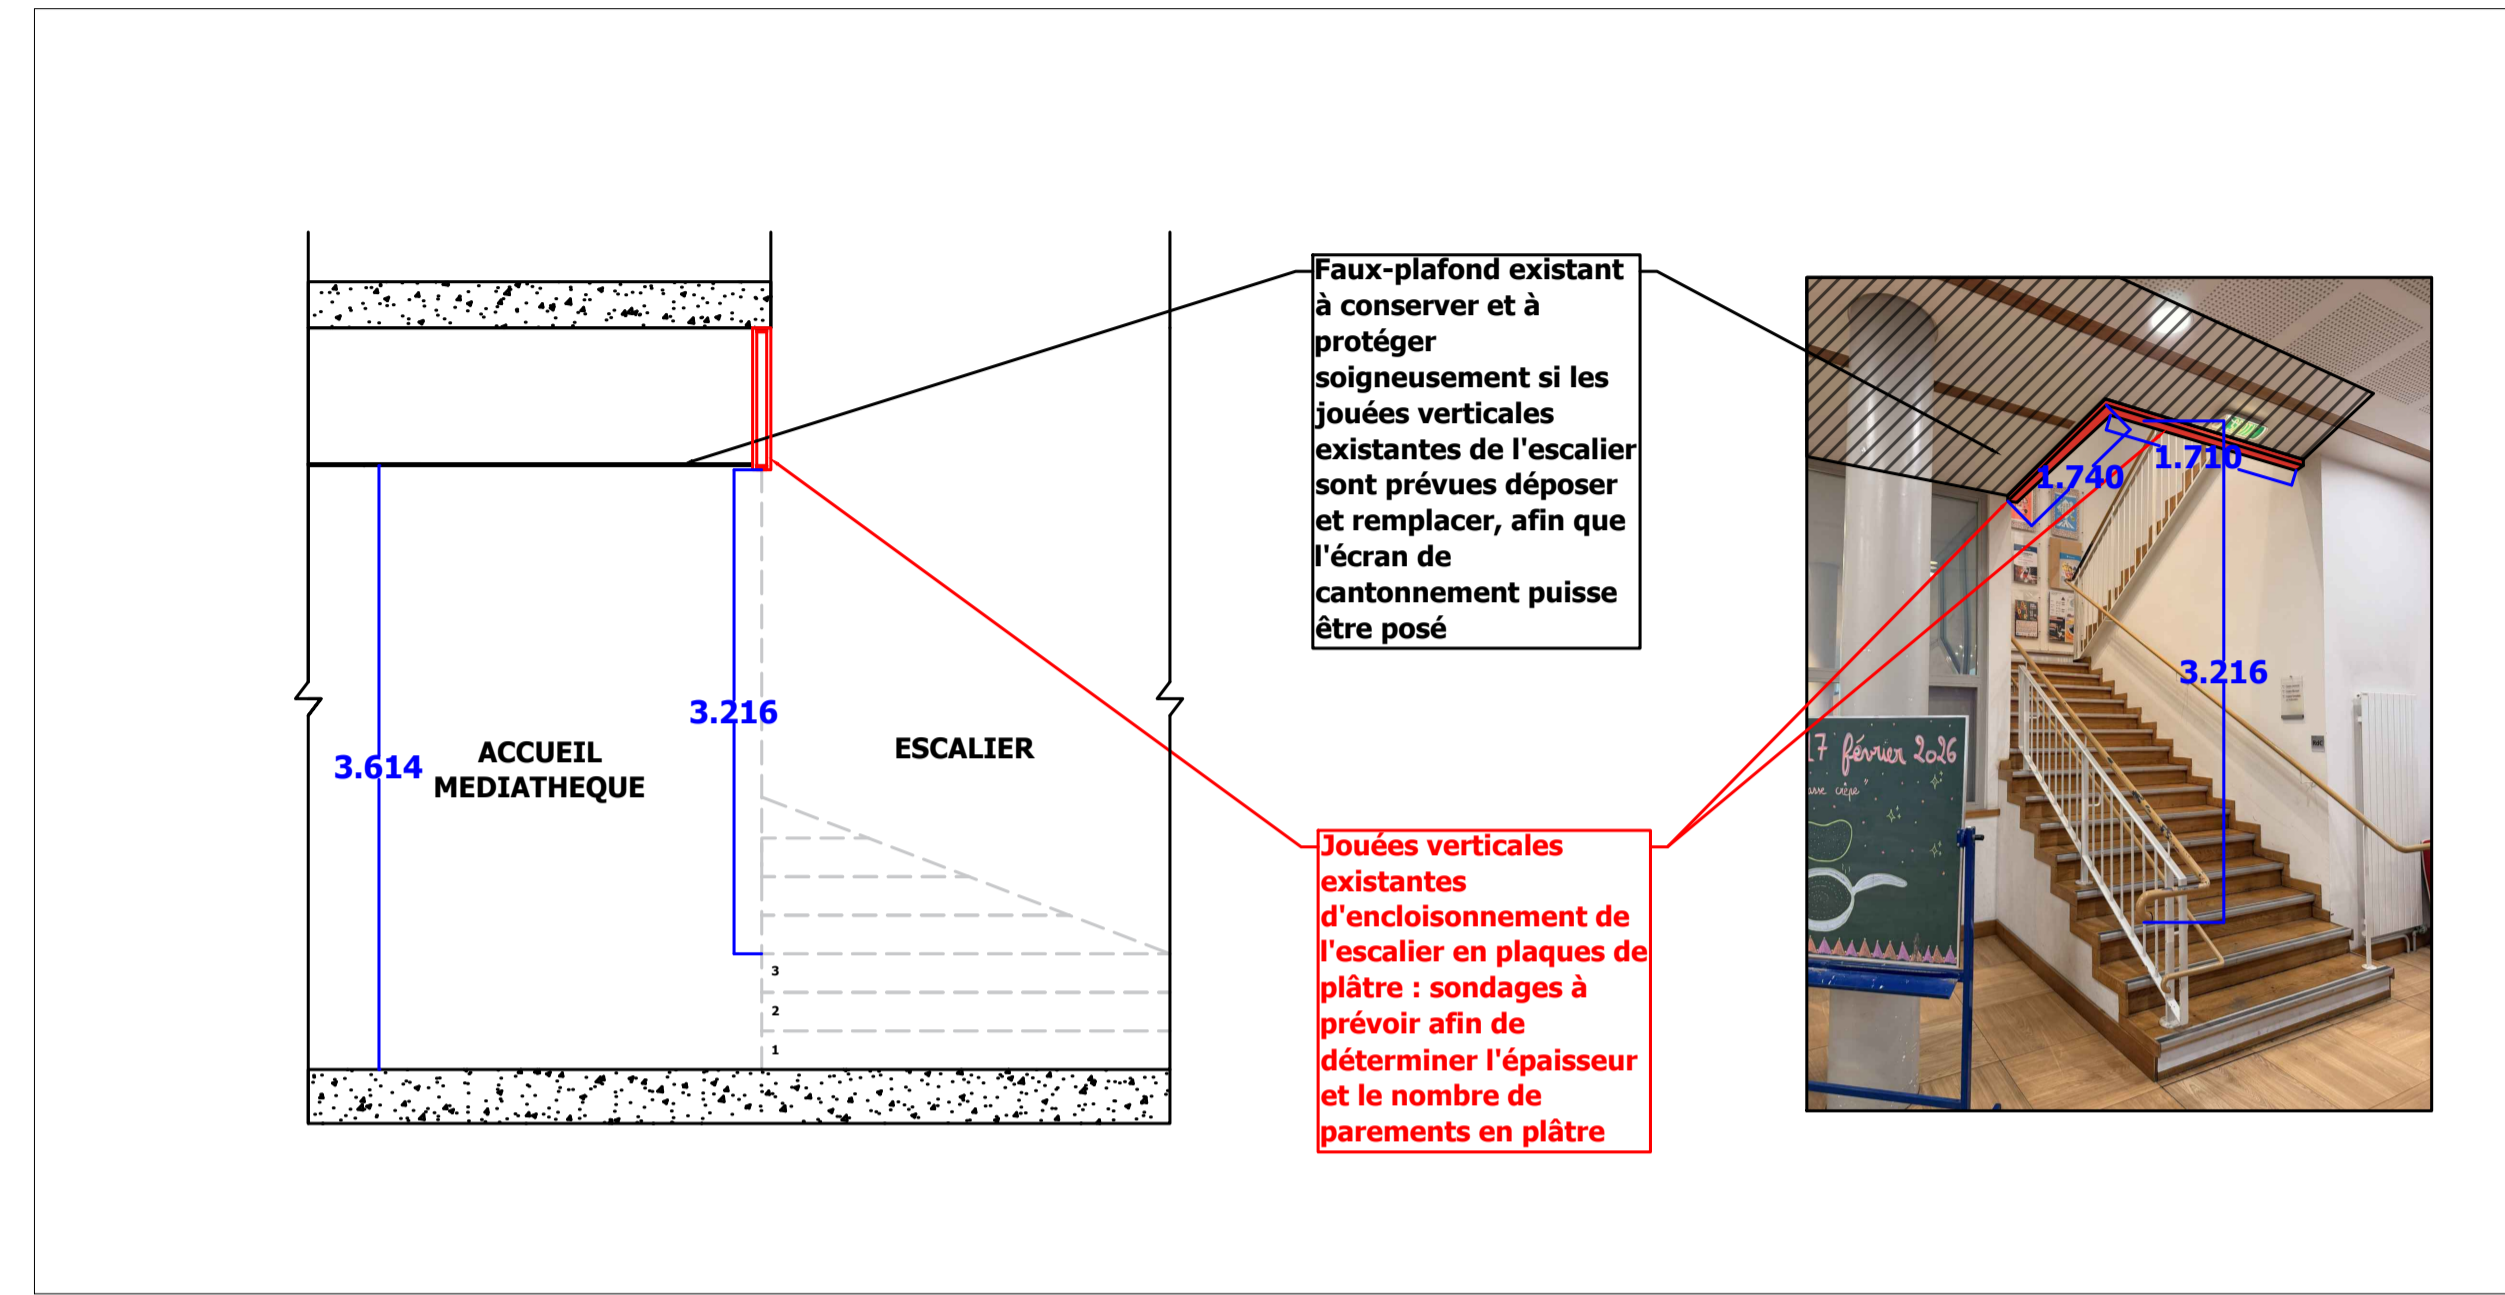 Faux-plafond existant
à conserver et à
protéger
soigneusement si les
jouées verticales
existantes de l'escalier
sont prévues déposer
et remplacer, afin que
l'écran de
cantonnement puisse
être posé
1.740
1.710
3.216
3.216
3.614
ACCUEIL
MEDIATHEQUE
ESCALIER
3
2
1
Jouées verticales
existantes
d'encloisonnement de
l'escalier en plaques de
plâtre : sondages à
prévoir afin de
déterminer l'épaisseur
et le nombre de
parements en plâtre
17 février 2026
crêpe"